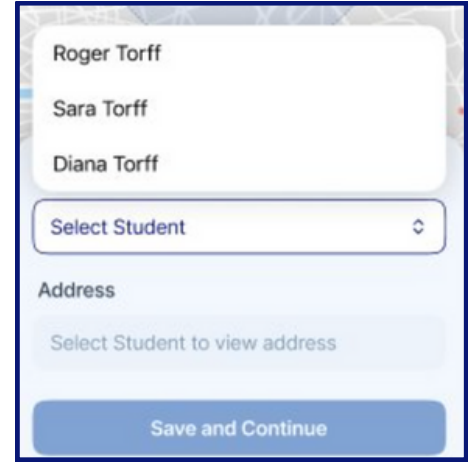 Roger Torff
Sara Torff
Diana Torff
Select Student
Address
Select Student to view address
Save and Continue